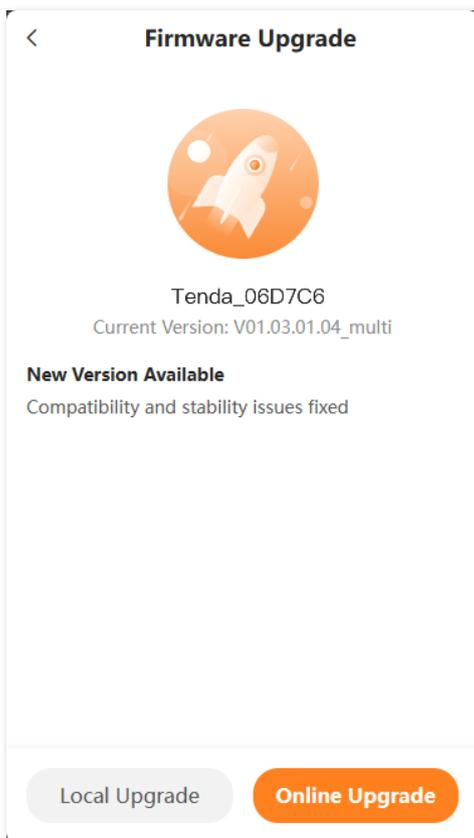 Firmware Upgrade
Tenda_06D7C6
Current Version: V01.03.01.04_multi
New Version Available
Compatibility and stability issues fixed
Local Upgrade
Online Upgrade